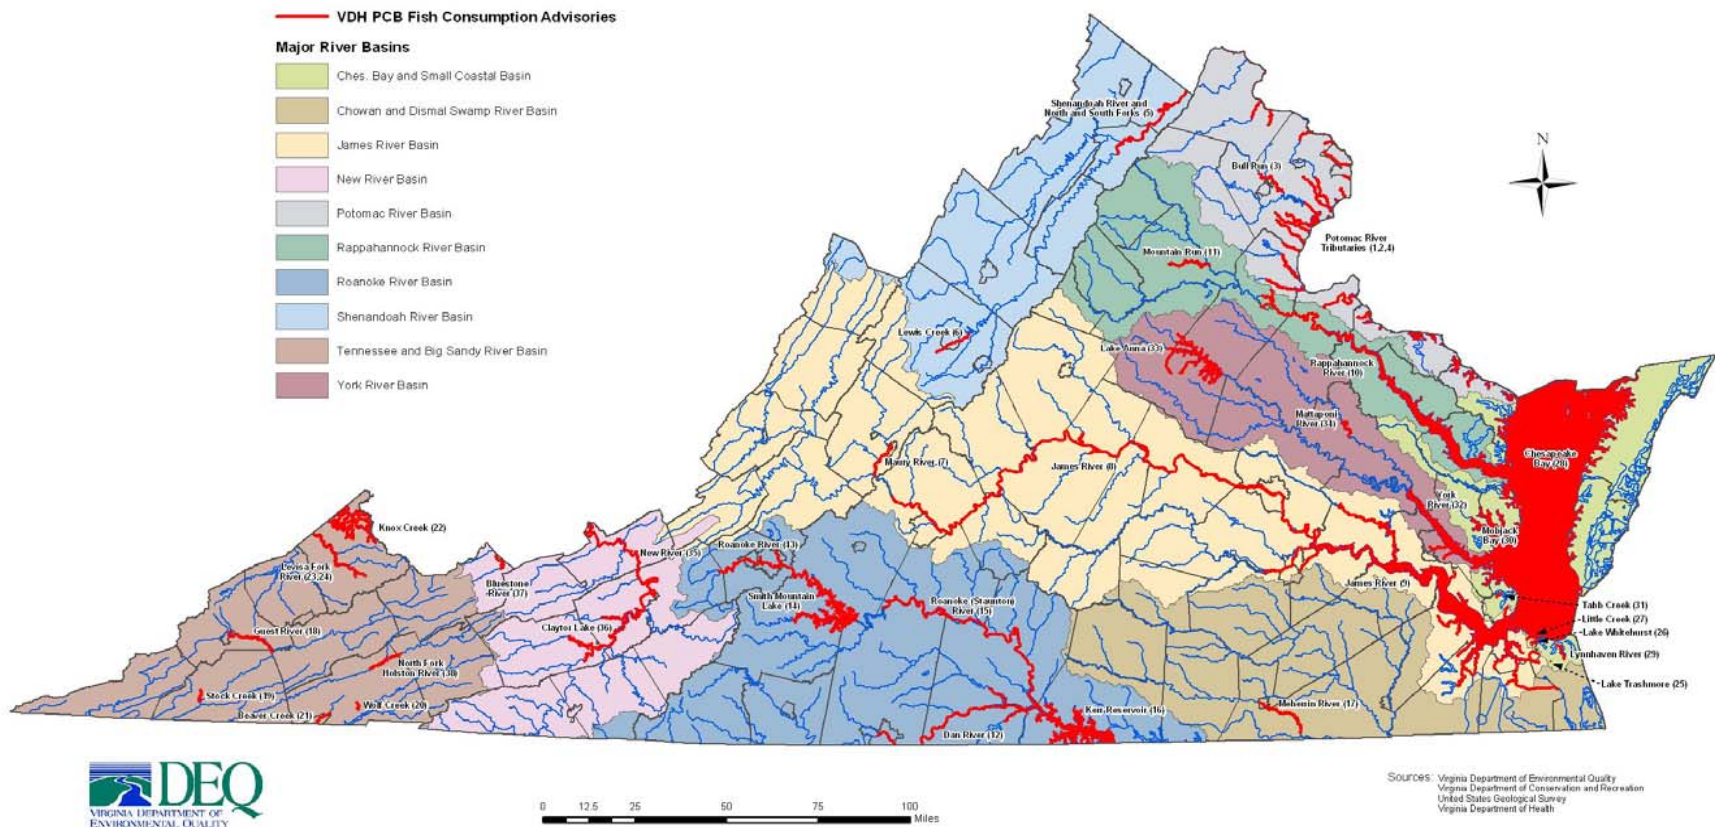 VDH PCB Fish Consumption Advisories
Major River Basins
Ches. Bay and Small Coastal Basin
Chowan and Dismal Swamp River Basin
James River Basin
New River Basin
Potomac River Basin
Rappahannock River Basin
Roanoke River Basin
Shenandoah River Basin
Tennessee and Big Sandy River Basin
York River Basin
N
Shenandoah River and
North and South Forks (5)
Bull Run (3)
Potomac River
Tributaries (1,2,4)
Mountain Run (11)
Lewis Creek (6)
Lake Anna (33)
Rappahannock
River (10)
Mattaponi
River (34)
Maury River (7)
James River (8)
Chesapeake
Bay (28)
York
River (32)
Mobjack
Bay (30)
Knox Creek (22)
Levisa Fork
River (23,24)
New River (35)
Roanoke River (13)
Bluestone
River (37)
Smith Mountain
Lake (14)
Roanoke (Staunton)
River (15)
James River (9)
Tabb Creek (31)
Little Creek (27)
Lake Whitehurst (26)
Lynnhaven River (29)
Lake Trashmore (25)
Guest River (18)
Claytor Lake (36)
North Fork
Holston River (38)
Stock Creek (19)
Wolf Creek (20)
Beaver Creek (21)
Kerr Reservoir (16)
Meherrin River (17)
Dan River (12)
DEQ
VIRGINIA DEPARTMENT OF
ENVIRONMENTAL QUALITY
0 12.5 25 50 75 100
Miles
Sources: Virginia Department of Environmental Quality
Virginia Department of Conservation and Recreation
United States Geological Survey
Virginia Department of Health